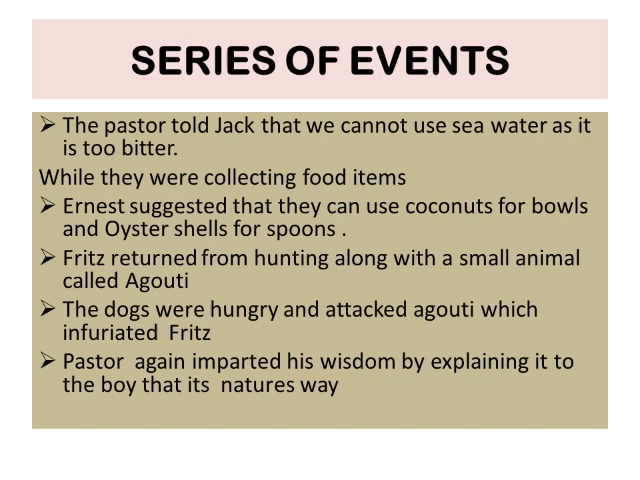 SERIES OF EVENTS
➢ The pastor told Jack that we cannot use sea water as it
is too bitter.
While they were collecting food items
➢ Ernest suggested that they can use coconuts for bowls
and Oyster shells for spoons .
➢ Fritz returned from hunting along with a small animal
called Agouti
➢ The dogs were hungry and attacked agouti which
infuriated Fritz
➢ Pastor again imparted his wisdom by explaining it to
the boy that its natures way